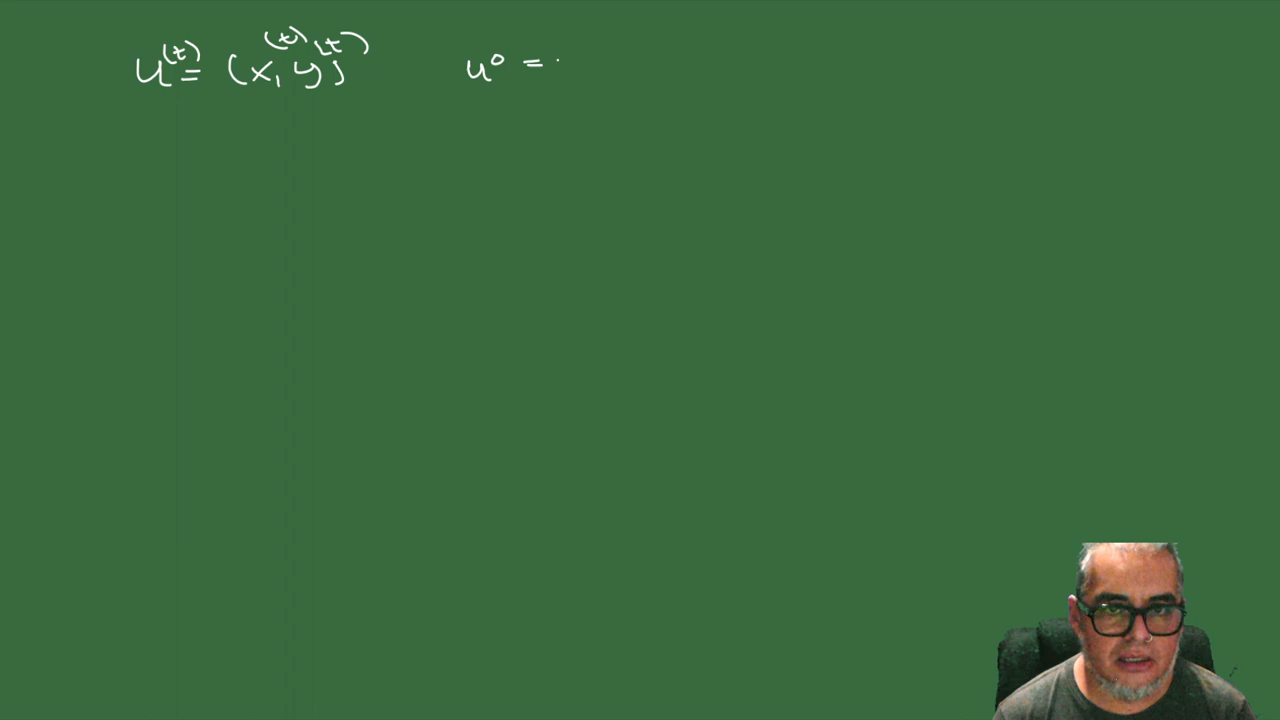 u^(t) = (x^(t), y^(t))    u^0 =